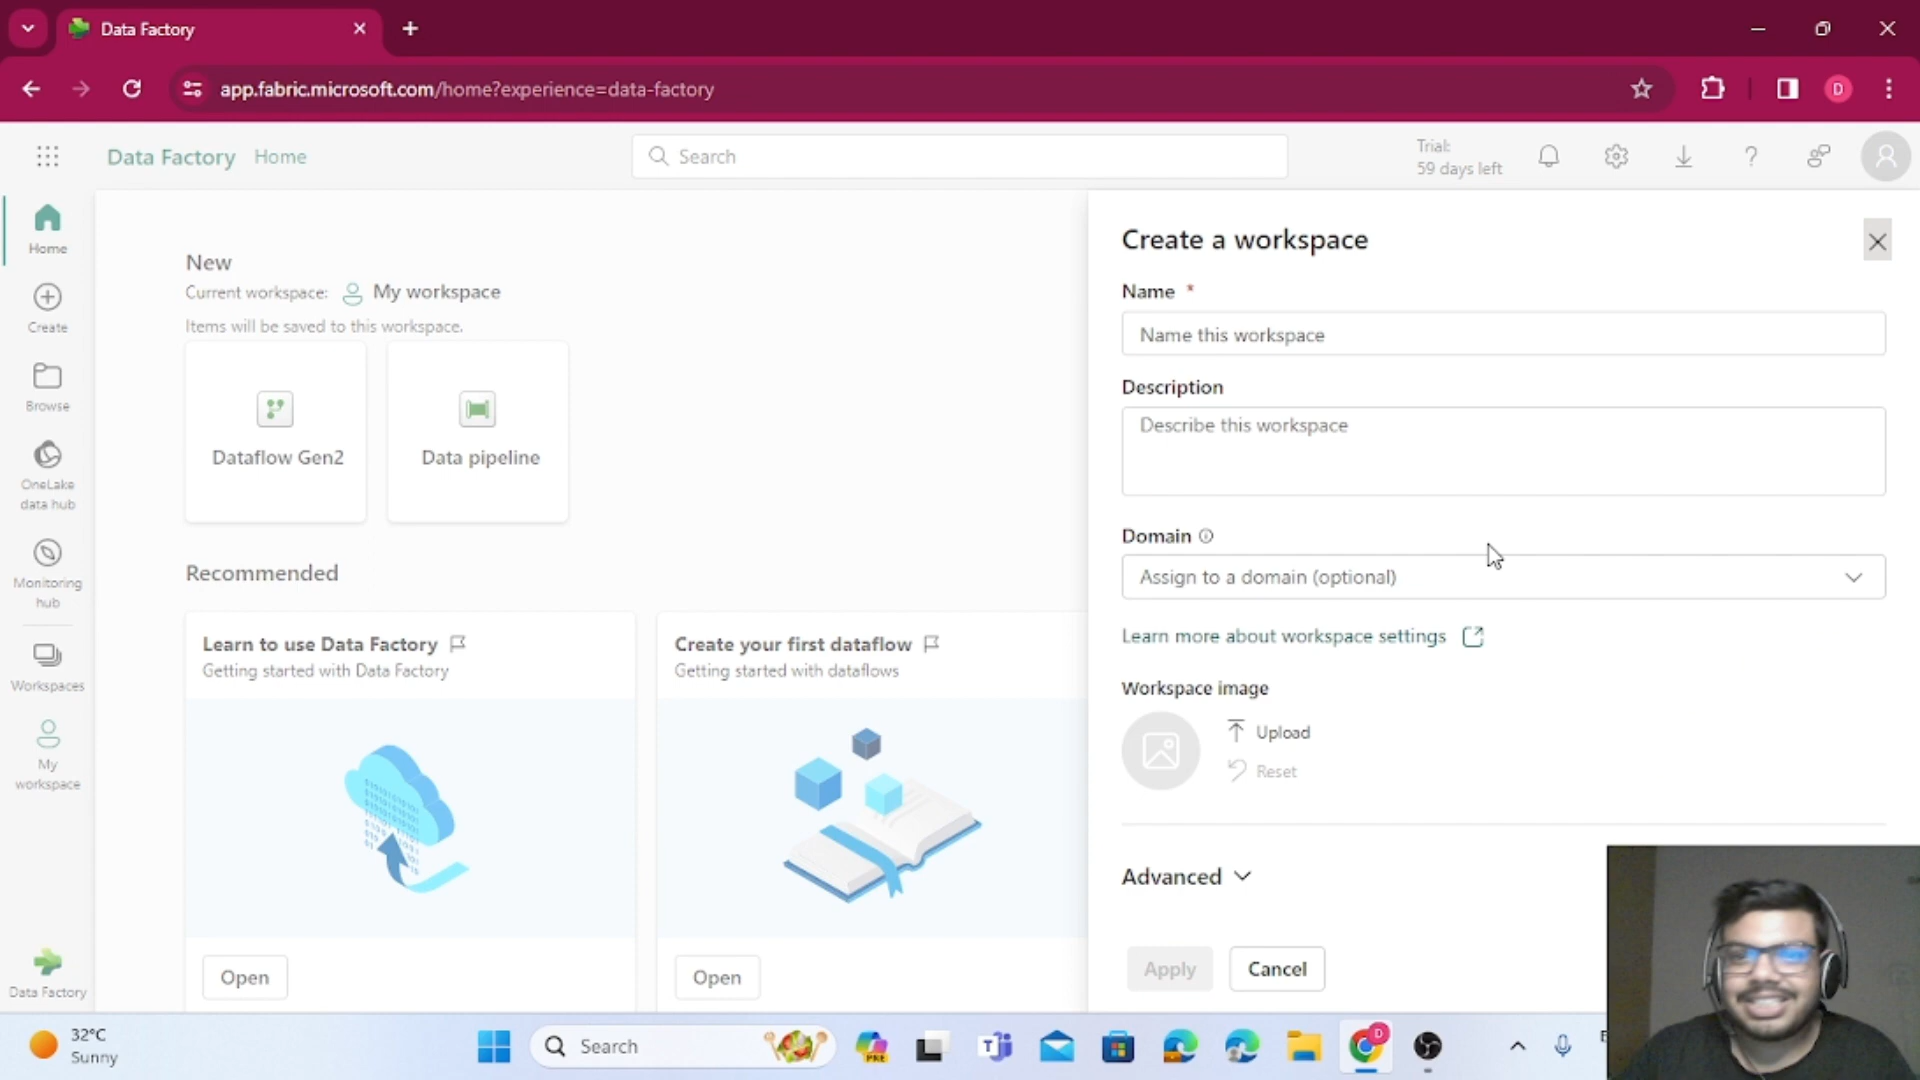 Data Factory
app.fabric.microsoft.com/home?experience=data-factory
D
Data Factory Home
Search
Trial:
59 days left
Home
Create
Browse
OneLake
data hub
Monitoring
hub
Workspaces
My
workspace
Data Factory
New
Current workspace: My workspace
Items will be saved to this workspace.
Dataflow Gen2
Data pipeline
Recommended
Learn to use Data Factory
Getting started with Data Factory
Open
Create your first dataflow
Getting started with dataflows
Open
Create a workspace
Name *
Name this workspace
Description
Describe this workspace
Domain
Assign to a domain (optional)
Learn more about workspace settings
Workspace image
Upload
Reset
Advanced
Apply
Cancel
32°C
Sunny
Search
PRE
D